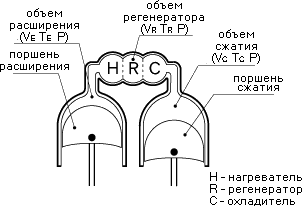 объем
расширения
(VE TE P)
объем
регенератора
(VR TR P)
объем
сжатия
(VC TC P)
поршень
расширения
поршень
сжатия
H R C
H - нагреватель
R - регенератор
C - охладитель